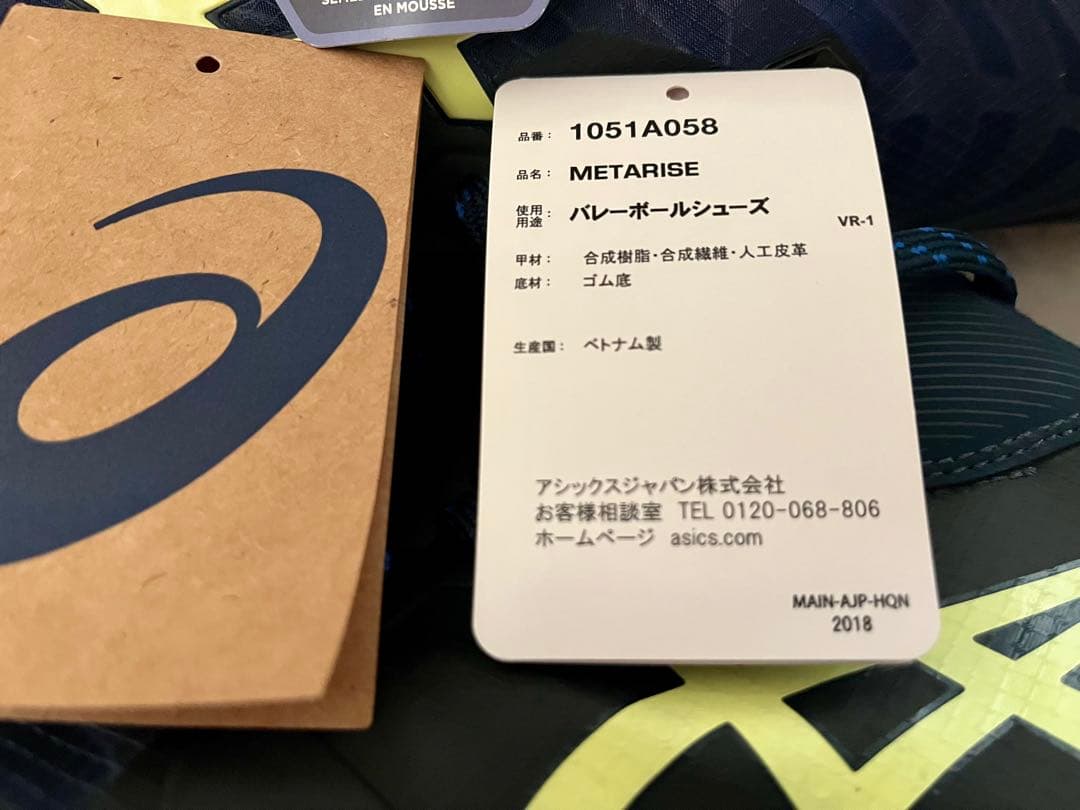 EN MOUSSE
品番： 1051A058
品名： METARISE
使用用途： バレーボールシューズ
VR-1
甲材： 合成樹脂・合成繊維・人工皮革
底材： ゴム底
生産国： ベトナム製
アシックスジャパン株式会社
お客様相談室 TEL 0120-068-806
ホームページ asics.com
MAIN-AJP-HQN
2018